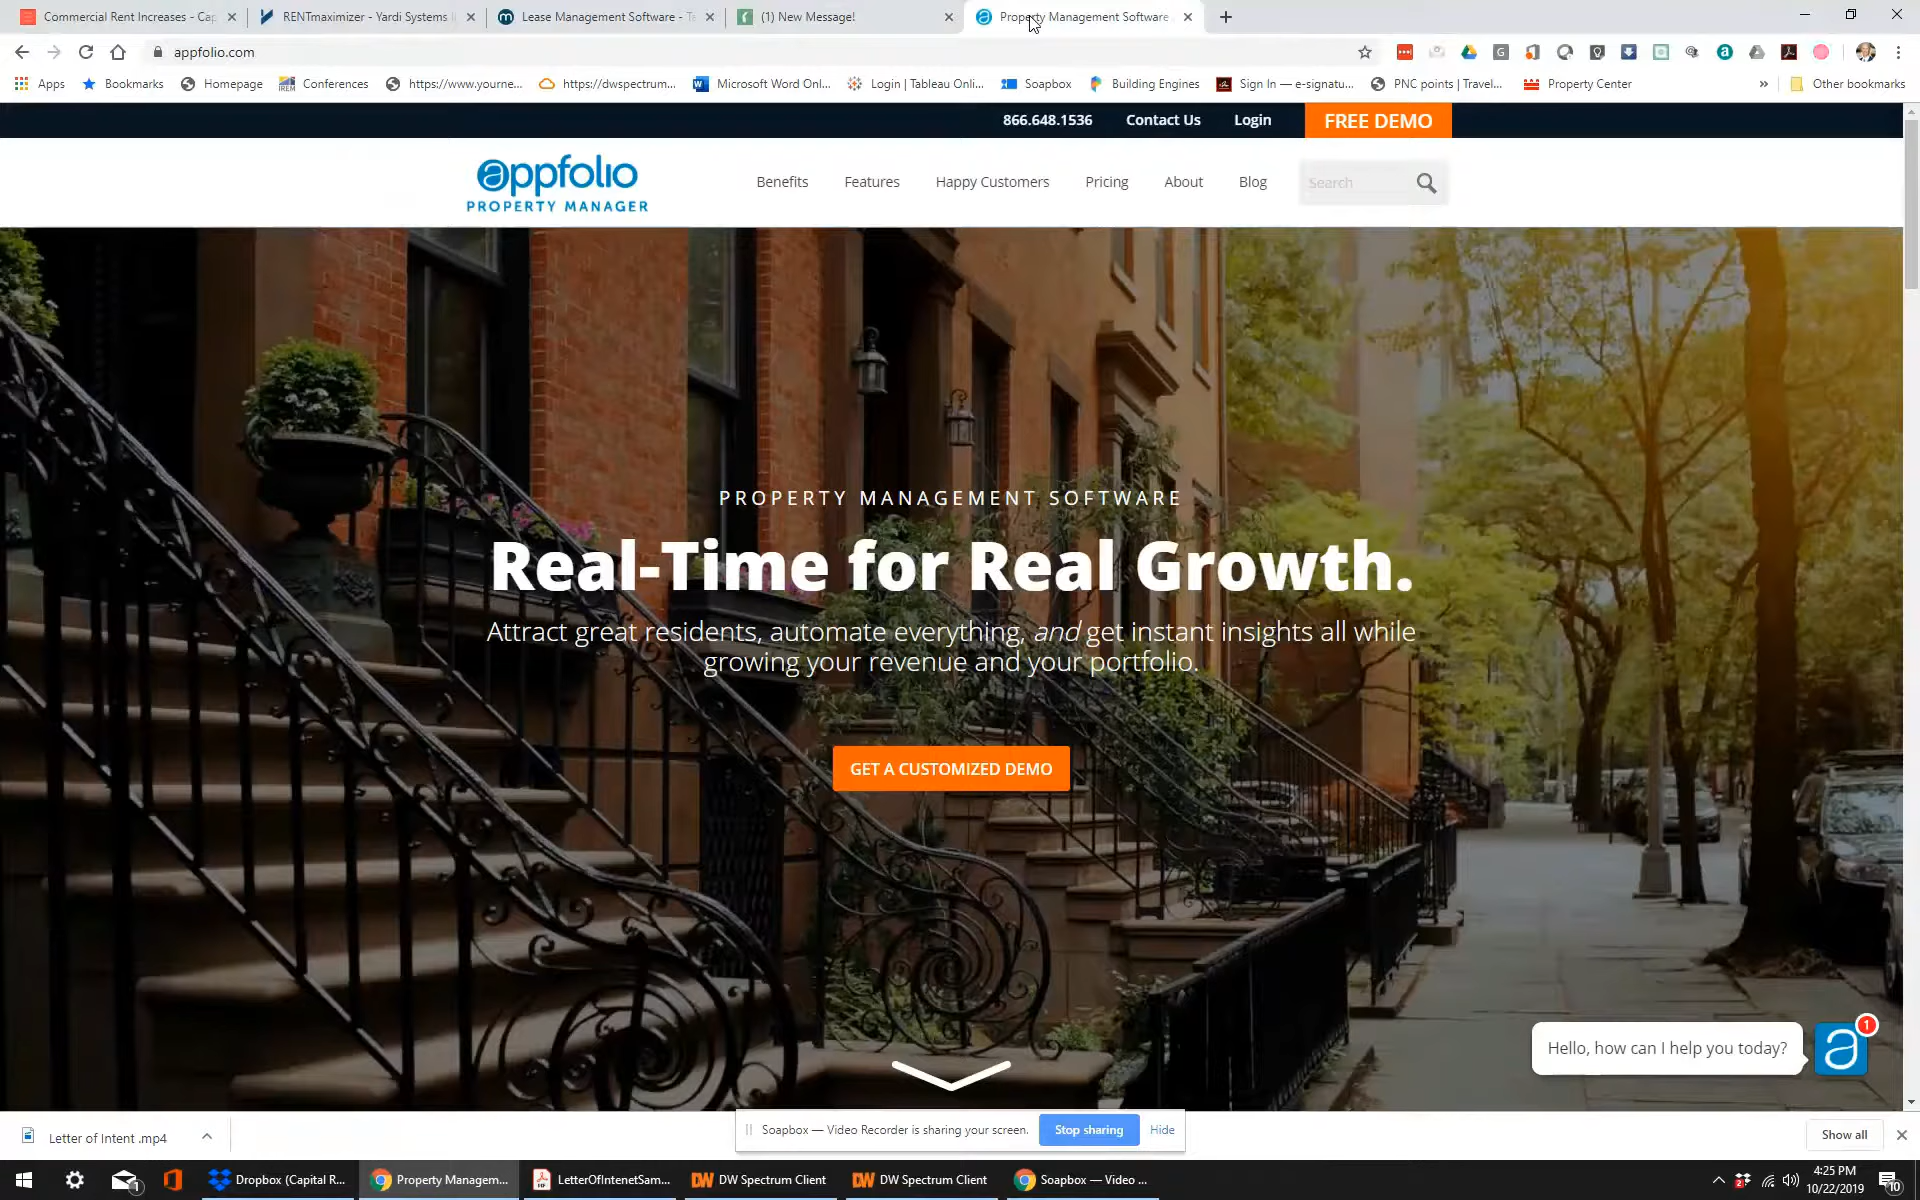 Commercial Rent Increases - Cap
RENTmaximizer - Yardi Systems
Lease Management Software - T
(1) New Message!
Property Management Software
appfolio.com
Apps
Bookmarks
Homepage
Conferences
https://www.yourne...
https://dwspectrum...
Microsoft Word Onl...
Login | Tableau Onli...
Soapbox
Building Engines
Sign In — e-signatu...
PNC points | Travel...
Property Center
Other bookmarks
866.648.1536
Contact Us
Login
FREE DEMO
appfolio
PROPERTY MANAGER
Benefits
Features
Happy Customers
Pricing
About
Blog
Search
PROPERTY MANAGEMENT SOFTWARE
Real-Time for Real Growth.
Attract great residents, automate everything, and get instant insights all while
growing your revenue and your portfolio.
GET A CUSTOMIZED DEMO
Hello, how can I help you today?
1
Letter of Intent .mp4
Soapbox — Video Recorder is sharing your screen.
Stop sharing
Hide
Show all
1
Dropbox (Capital R...
Property Managem...
LetterOfIntenetSam...
DW Spectrum Client
DW Spectrum Client
Soapbox — Video ...
4:25 PM
10/22/2019
10